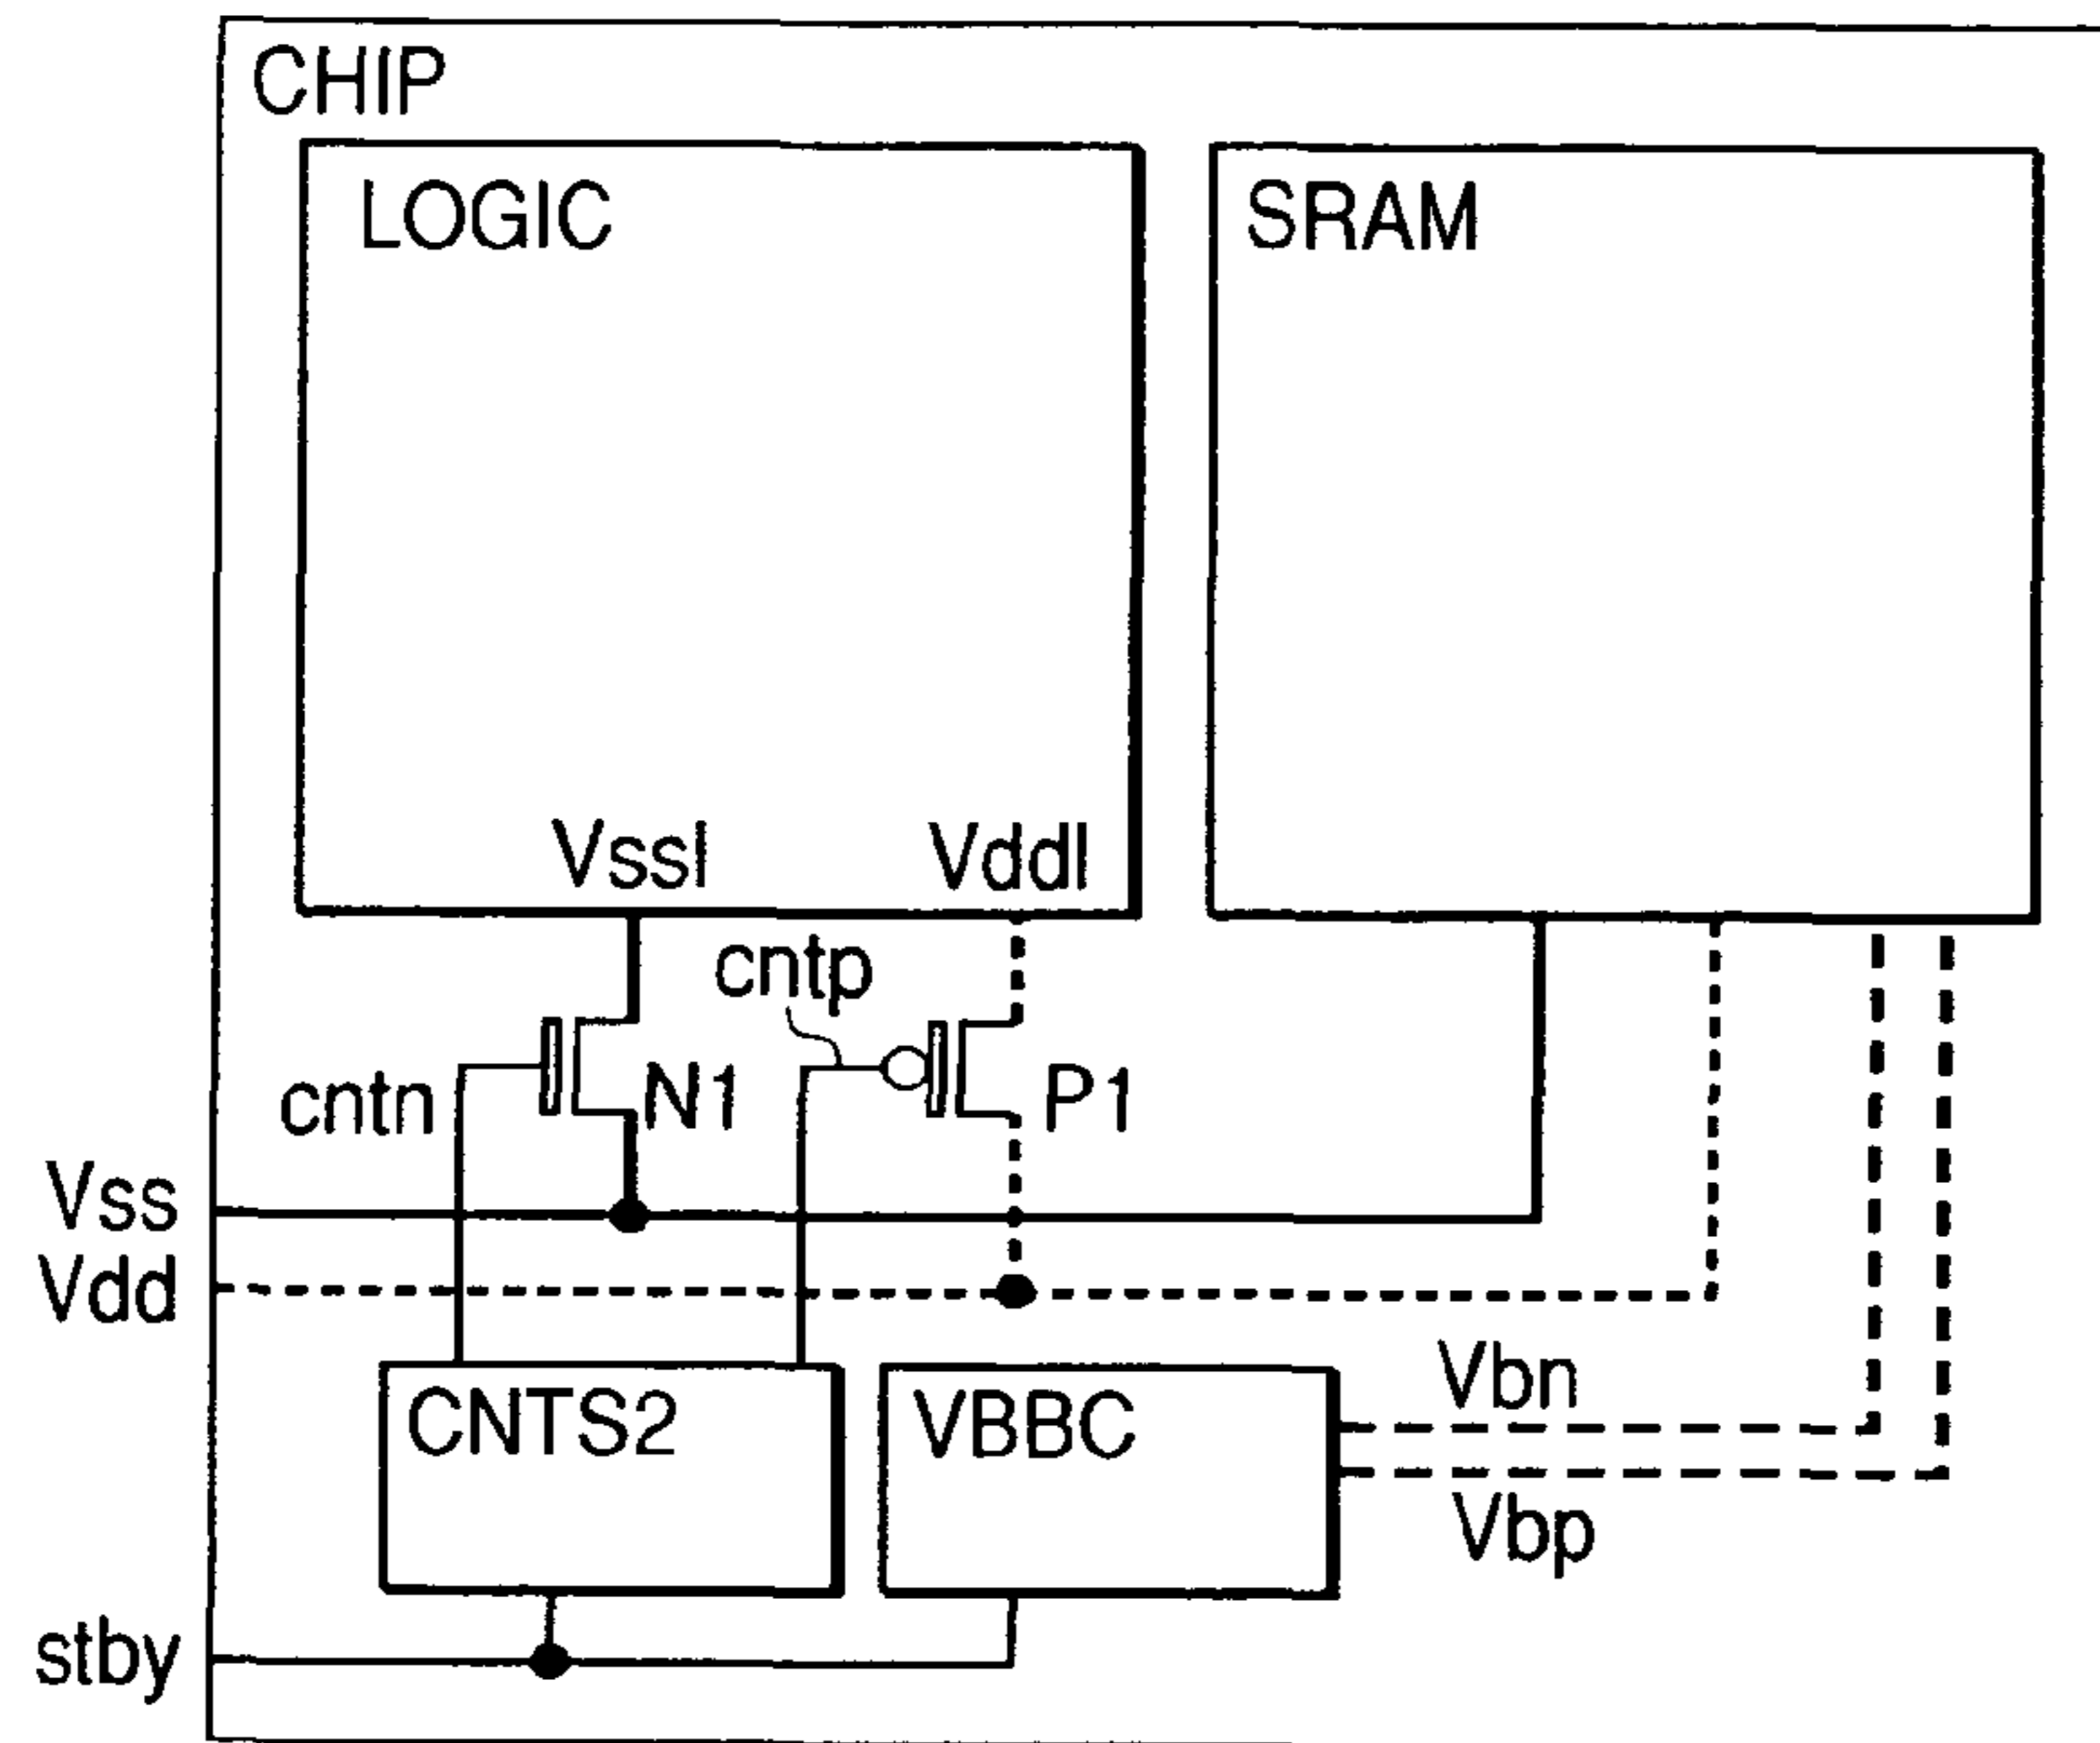 CHIP
LOGIC
SRAM
Vssl
Vddl
cntp
cntn
N1
P1
Vss
Vdd
Vbn
CNTS2
VBBC
Vbp
stby